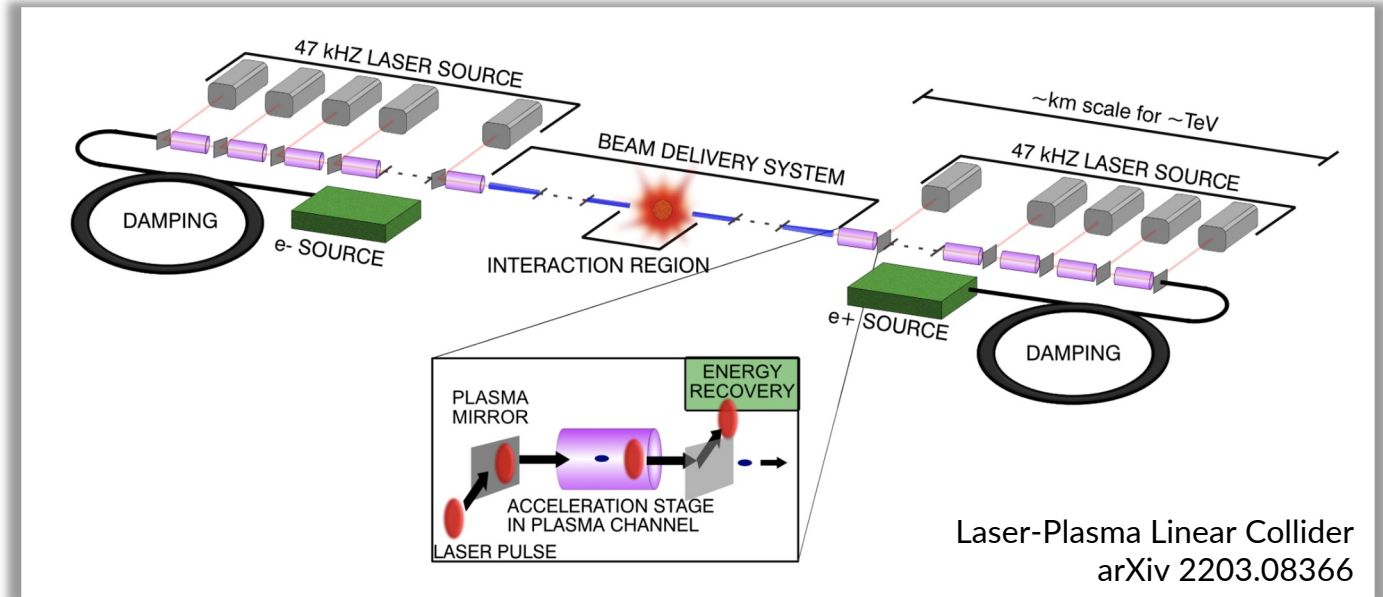 47 kHZ LASER SOURCE
~km scale for ~TeV
BEAM DELIVERY SYSTEM
47 kHZ LASER SOURCE
DAMPING
e- SOURCE
INTERACTION REGION
e+ SOURCE
DAMPING
ENERGY
RECOVERY
PLASMA
MIRROR
ACCELERATION STAGE
IN PLASMA CHANNEL
LASER PULSE
Laser-Plasma Linear Collider
arXiv 2203.08366